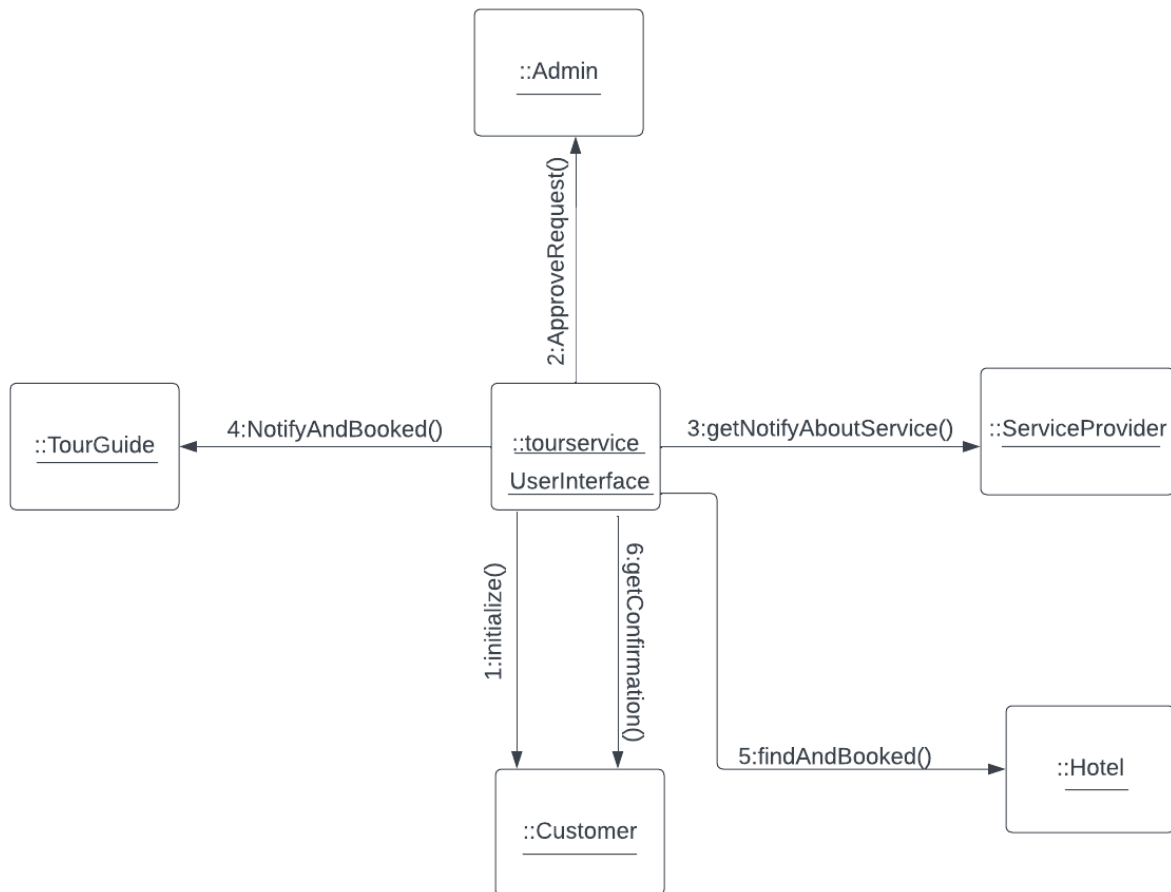 ::Admin
2:ApproveRequest()
::TourGuide
4:NotifyAndBooked()
::tourservice
UserInterface
3:getNotifyAboutService()
::ServiceProvider
1:initialize()
6:getConfirmation()
5:findAndBooked()
::Hotel
::Customer